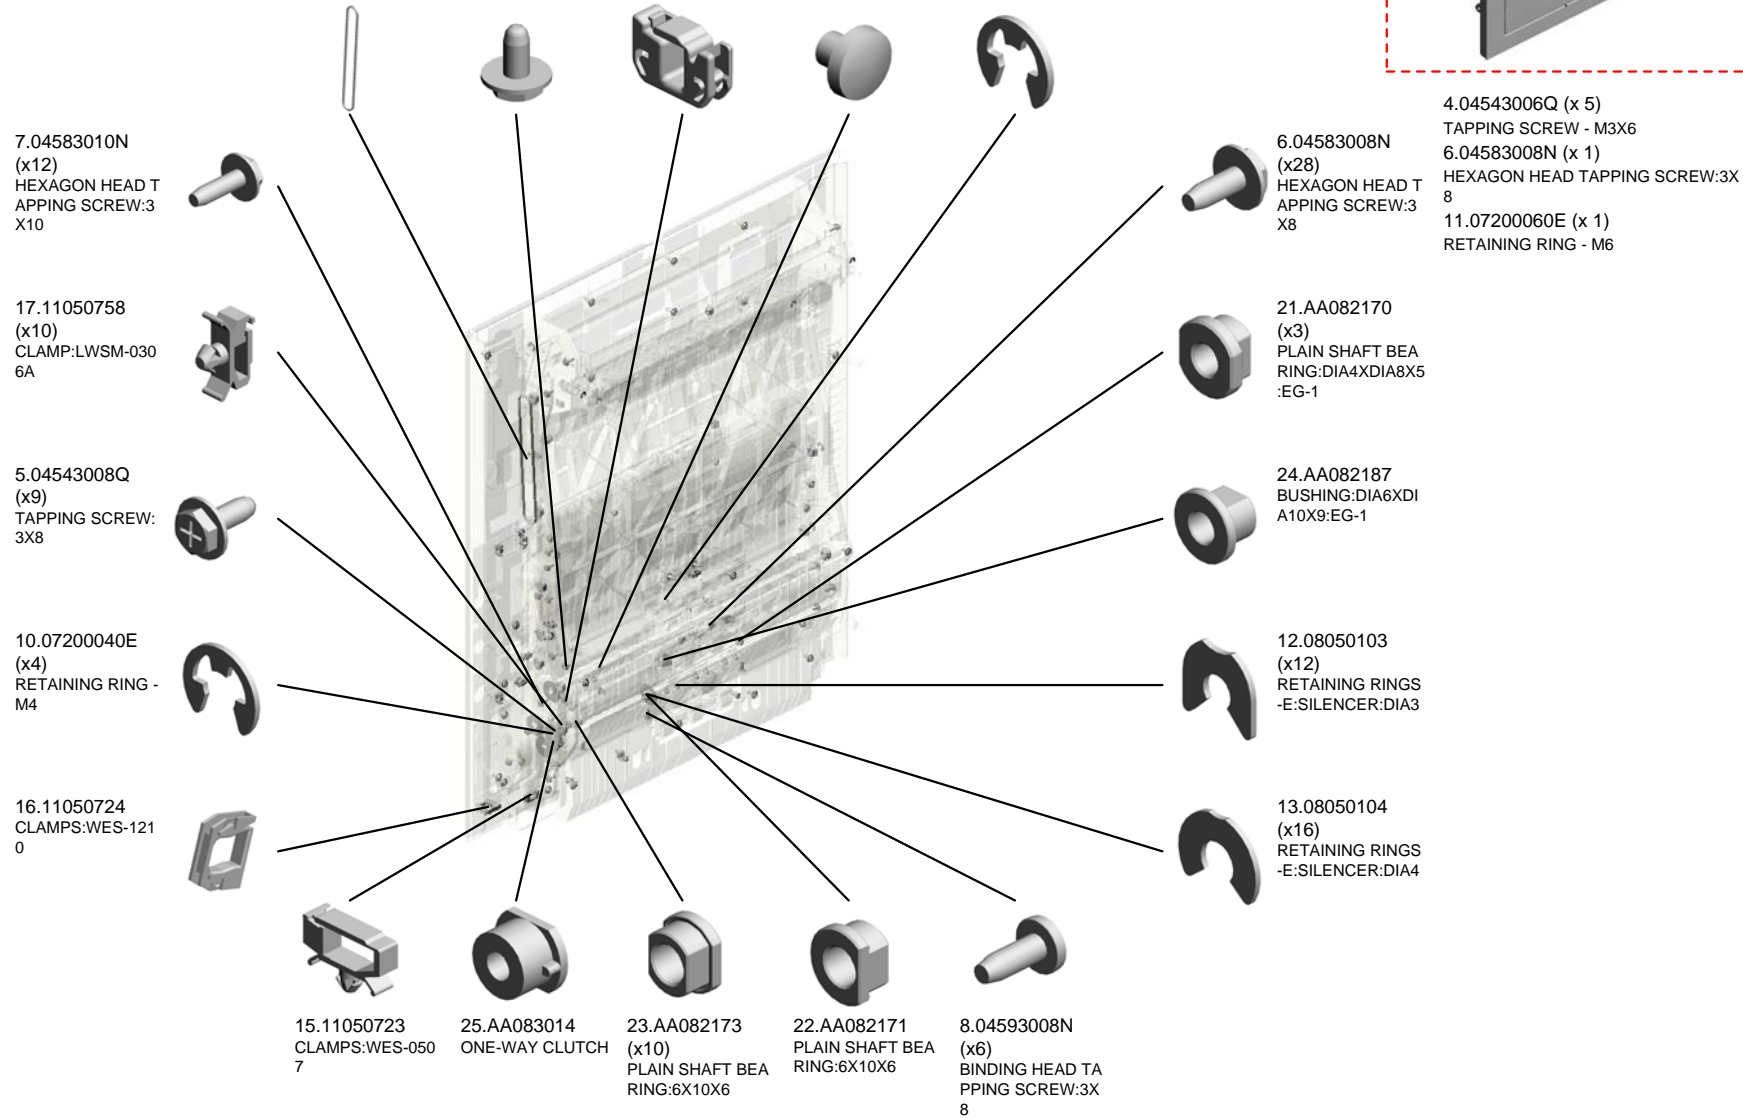 7.04583010N
(x12)
HEXAGON HEAD T
APPING SCREW:3
X10
17.11050758
(x10)
CLAMP:LWSM-030
6A
5.04543008Q
(x9)
TAPPING SCREW:
3X8
10.07200040E
(x4)
RETAINING RING -
M4
16.11050724
CLAMPS:WES-121
0
15.11050723
CLAMPS:WES-050
7
25.AA083014
ONE-WAY CLUTCH
23.AA082173
(x10)
PLAIN SHAFT BEA
RING:6X10X6
22.AA082171
PLAIN SHAFT BEA
RING:6X10X6
8.04593008N
(x6)
BINDING HEAD TA
PPING SCREW:3X
8
6.04583008N
(x28)
HEXAGON HEAD T
APPING SCREW:3
X8
21.AA082170
(x3)
PLAIN SHAFT BEA
RING:DIA4XDIA8X5
:EG-1
24.AA082187
BUSHING:DIA6XDI
A10X9:EG-1
12.08050103
(x12)
RETAINING RINGS
-E:SILENCER:DIA3
13.08050104
(x16)
RETAINING RINGS
-E:SILENCER:DIA4
4.04543006Q (x 5)
TAPPING SCREW - M3X6
6.04583008N (x 1)
HEXAGON HEAD TAPPING SCREW:3X
8
11.07200060E (x 1)
RETAINING RING - M6